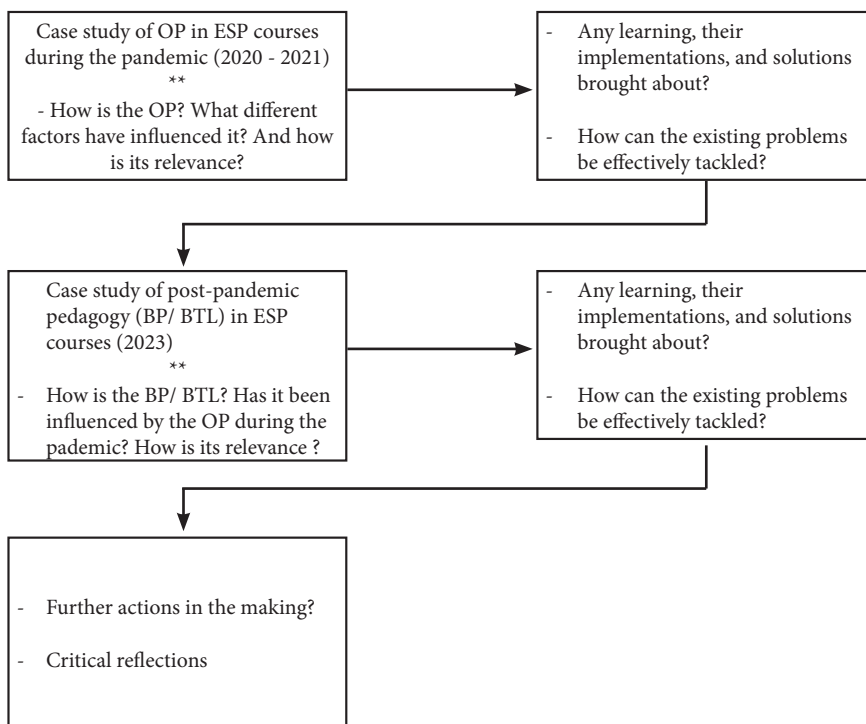 Case study of OP in ESP courses
during the pandemic (2020 - 2021)
**
- How is the OP? What different
factors have influenced it? And how
is its relevance?
- Any learning, their
implementations, and solutions
brought about?
- How can the existing problems
be effectively tackled?
Case study of post-pandemic
pedagogy (BP/ BTL) in ESP
courses (2023)
**
- How is the BP/ BTL? Has it been
influenced by the OP during the
pademic? How is its relevance ?
- Any learning, their
implementations, and solutions
brought about?
- How can the existing problems
be effectively tackled?
- Further actions in the making?
- Critical reflections